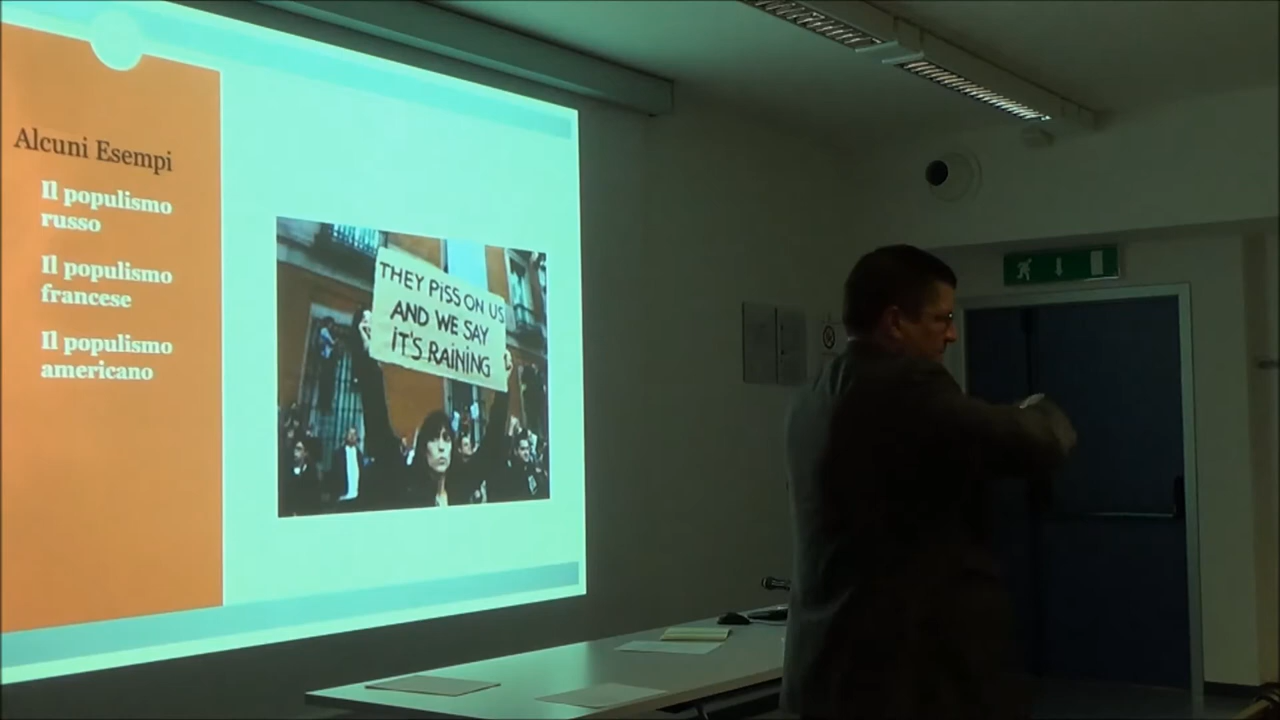 Alcuni Esempi
Il populismo
russo
Il populismo
francese
Il populismo
americano
THEY PISS ON US
AND WE SAY
IT'S RAINING